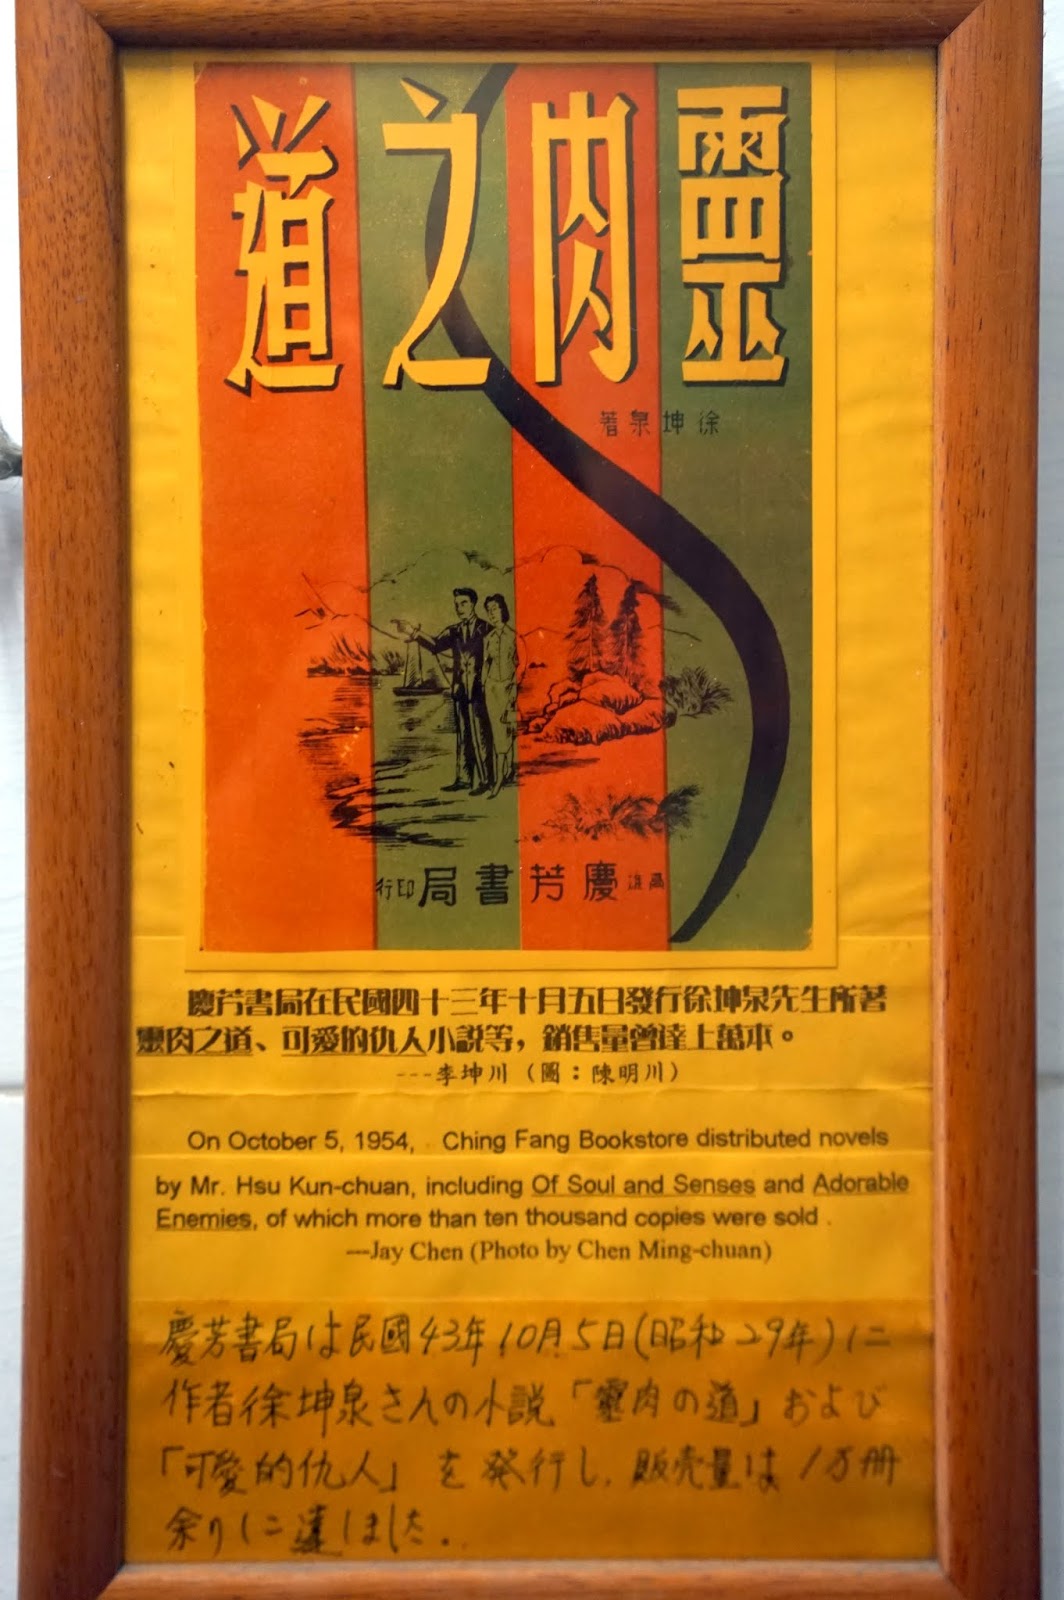 靈肉之道
徐坤泉著
高雄慶芳書局印行
慶芳書局在民國四十三年十月五日發行徐坤泉先生所著
靈肉之道、可愛的仇人小說等，銷售量曾達上萬本。
---李坤川（圖：陳明川）
On October 5, 1954, Ching Fang Bookstore distributed novels
by Mr. Hsu Kun-chuan, including Of Soul and Senses and Adorable
Enemies, of which more than ten thousand copies were sold .
---Jay Chen (Photo by Chen Ming-chuan)
慶芳書局は民國43年10月5日(昭和29年)に
作者徐坤泉さんの小説「靈肉の道」および
「可愛的仇人」を発行し、販売量は1万冊
余りに達しました.